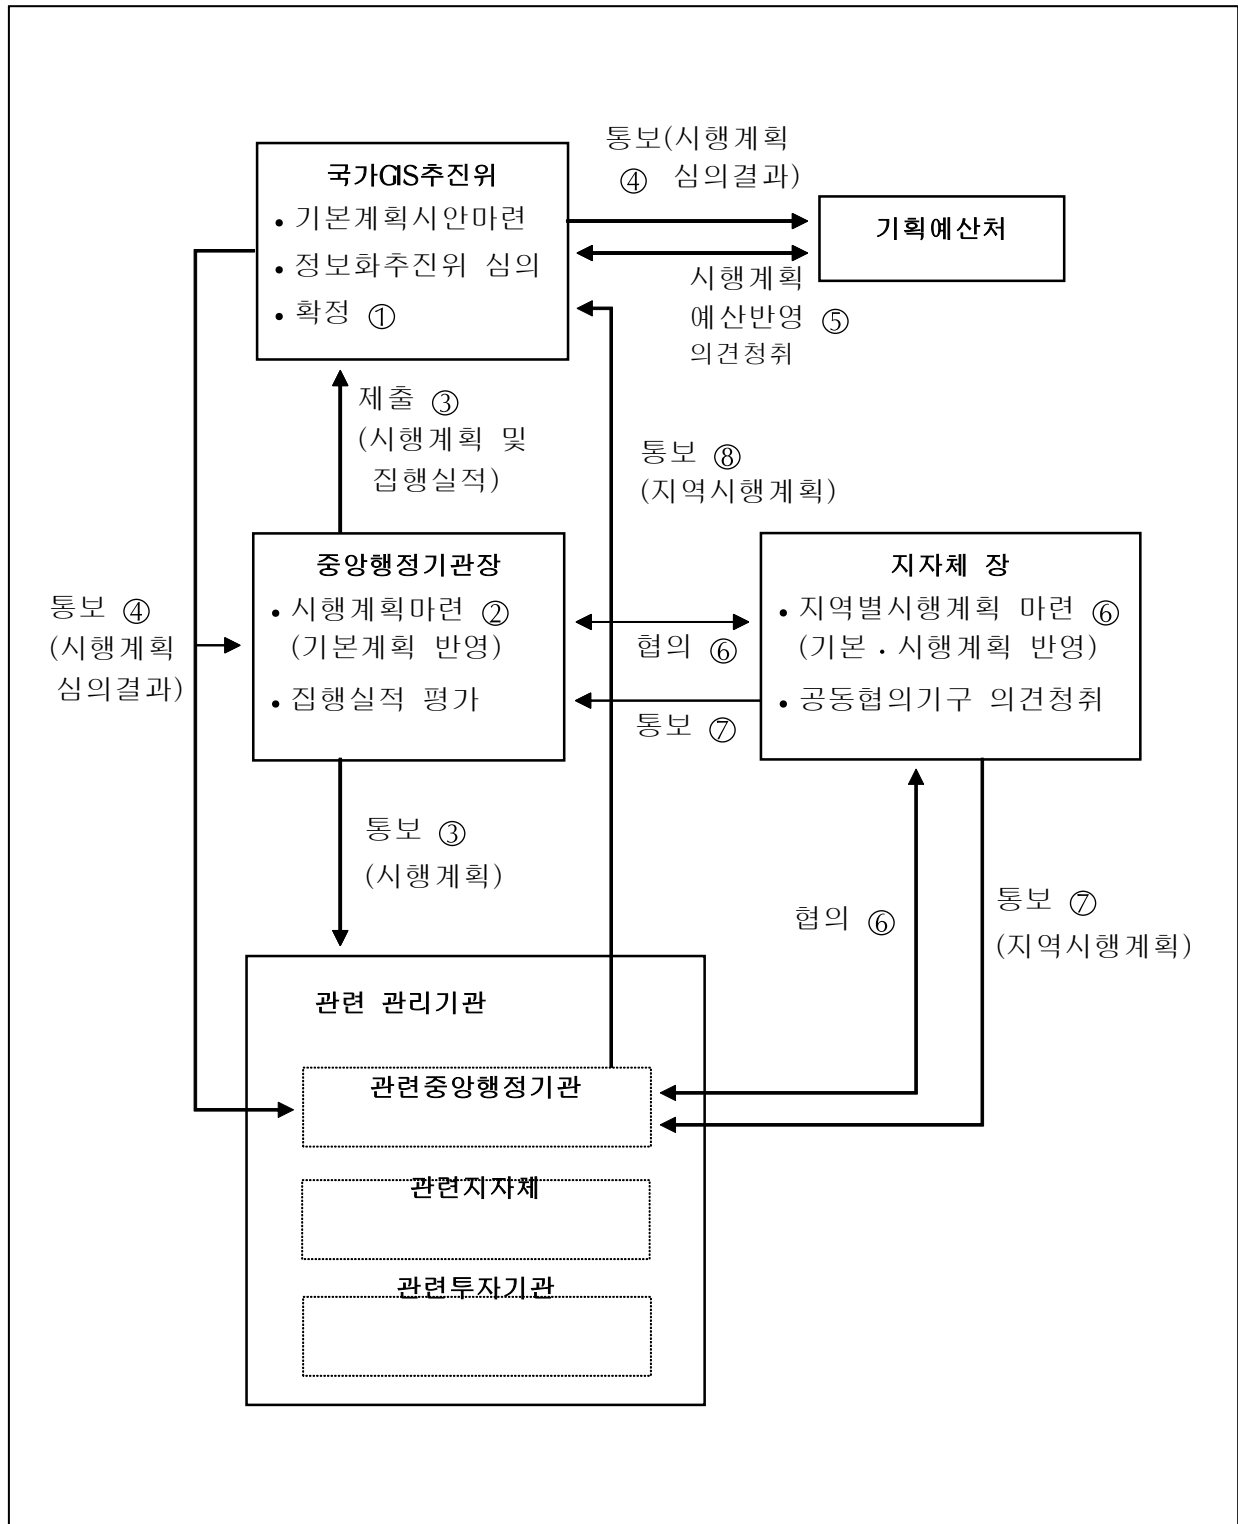 통보(시행계획
④ 심의결과)
국가GIS추진위
• 기본계획시안마련
• 정보화추진위 심의
• 확정 ①
기획예산처
시행계획
예산반영 ⑤
의견청취
제출 ③
(시행계획 및
집행실적)
통보 ⑧
(지역시행계획)
통보 ④
(시행계획
심의결과)
중앙행정기관장
• 시행계획마련 ②
(기본계획 반영)
• 집행실적 평가
협의 ⑥
통보 ⑦
지자체 장
• 지역별시행계획 마련 ⑥
(기본·시행계획 반영)
• 공동협의기구 의견청취
통보 ③
(시행계획)
협의 ⑥
통보 ⑦
(지역시행계획)
관련 관리기관
관련중앙행정기관
관련지자체
관련투자기관